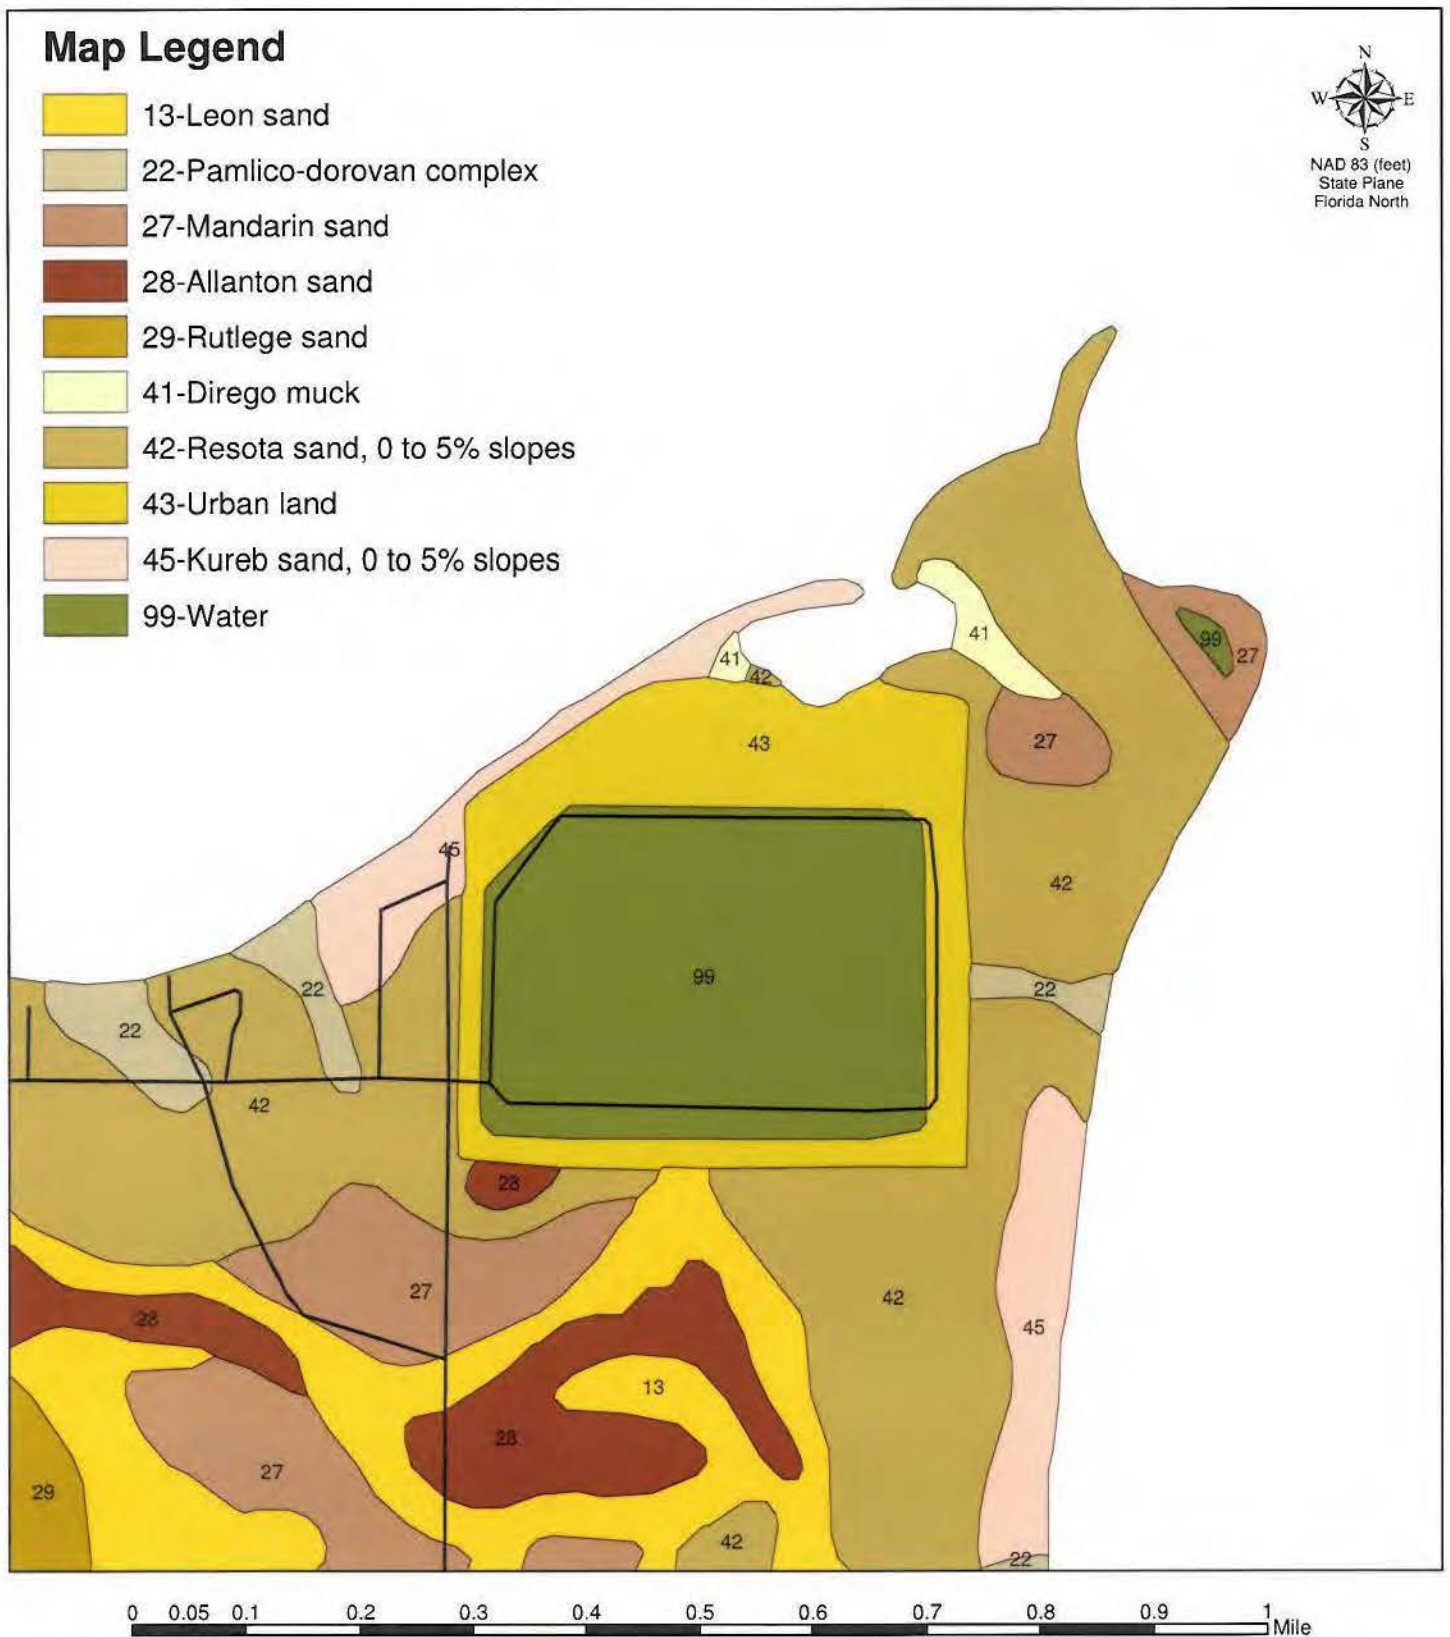 Map Legend
13-Leon sand
22-Pamlico-dorovan complex
27-Mandarin sand
28-Allanton sand
29-Rutlege sand
41-Dirego muck
42-Resota sand, 0 to 5% slopes
43-Urban land
45-Kureb sand, 0 to 5% slopes
99-Water
N
W E
S
NAD 83 (feet)
State Plane
Florida North
41
99
27
41
42
27
43
45
42
99
22
22
22
42
28
27
42
28
45
13
28
27
29
42
22
0 0.05 0.1 0.2 0.3 0.4 0.5 0.6 0.7 0.8 0.9 1
Mile